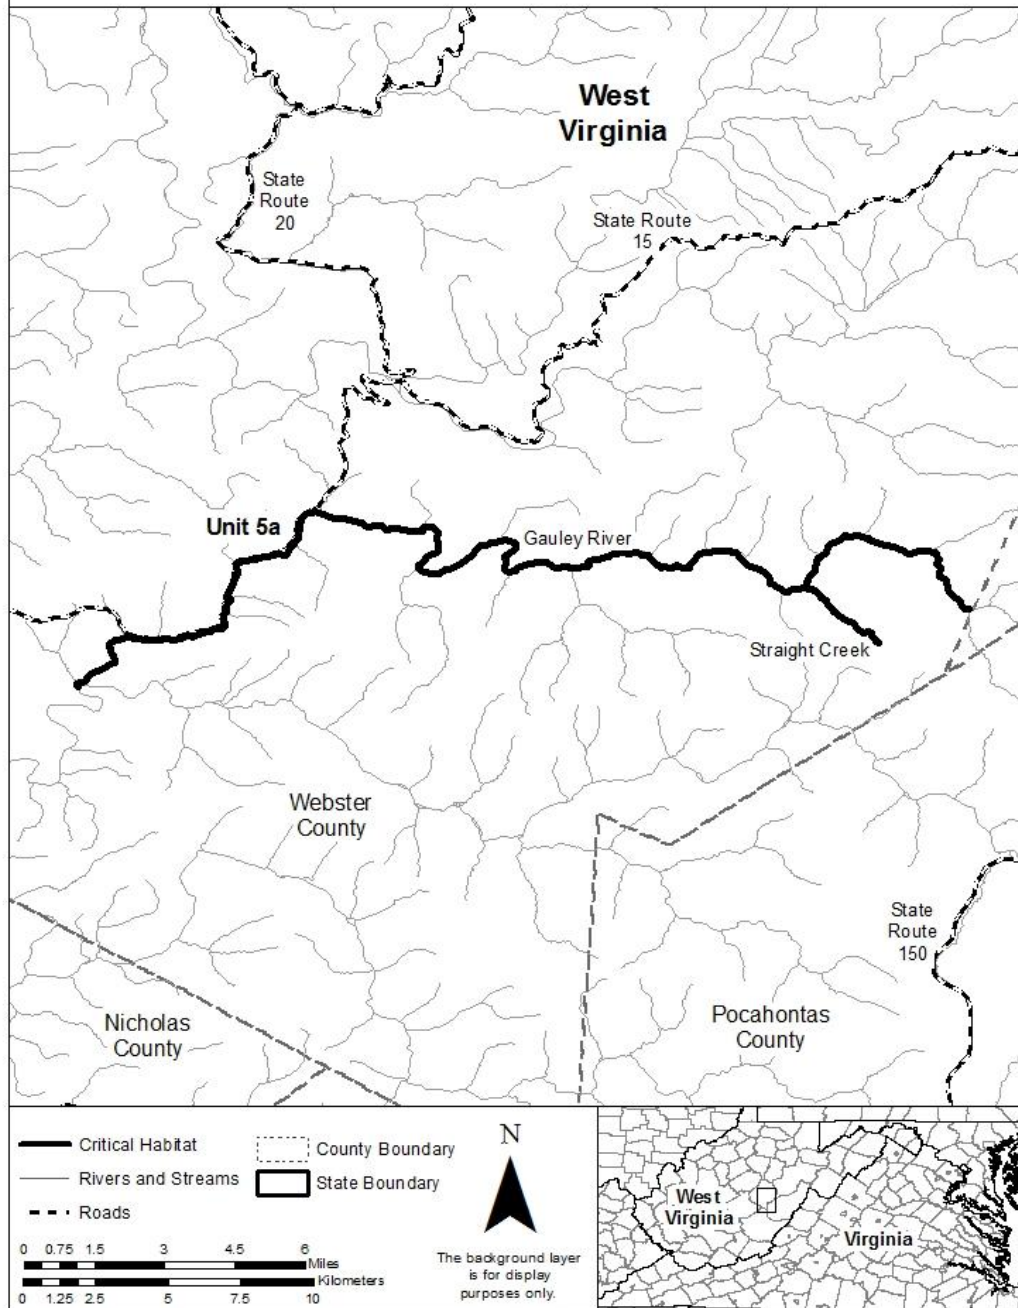 West
Virginia
State
Route
20
State Route
15
Unit 5a
Gauley River
Straight Creek
Webster
County
State
Route
150
Nicholas
County
Pocahontas
County
Critical Habitat
Rivers and Streams
Roads
County Boundary
State Boundary
0 0.75 1.5 3 4.5 6
Miles
Kilometers
0 1.25 2.5 5 7.5 10
N
The background layer
is for display
purposes only.
West
Virginia
Virginia